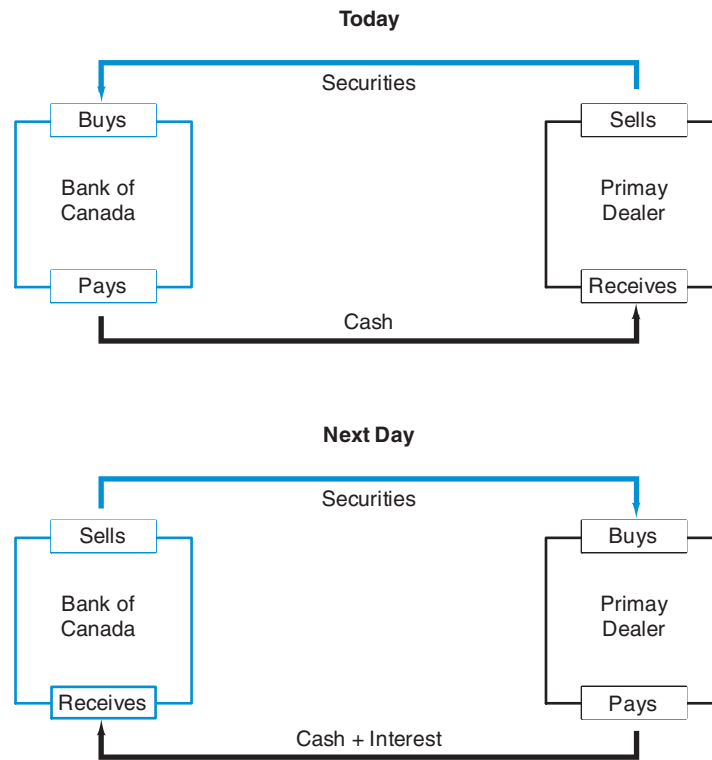 Today
Securities
Buys
Sells
Bank of
Canada
Primay
Dealer
Pays
Receives
Cash
Next Day
Securities
Sells
Buys
Bank of
Canada
Primay
Dealer
Receives
Pays
Cash + Interest